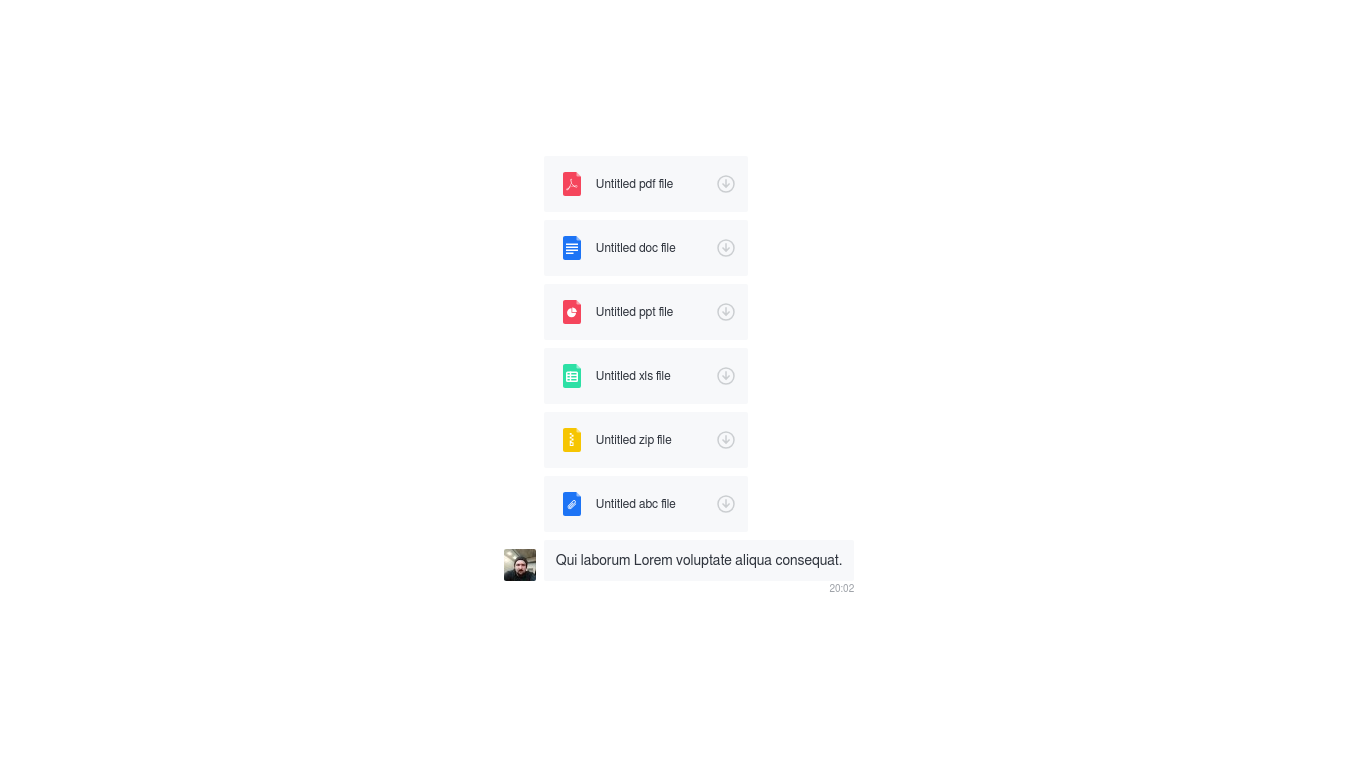 Untitled pdf file
Untitled doc file
Untitled ppt file
Untitled xls file
Untitled zip file
Untitled abc file
Qui laborum Lorem voluptate aliqua consequat.
20:02